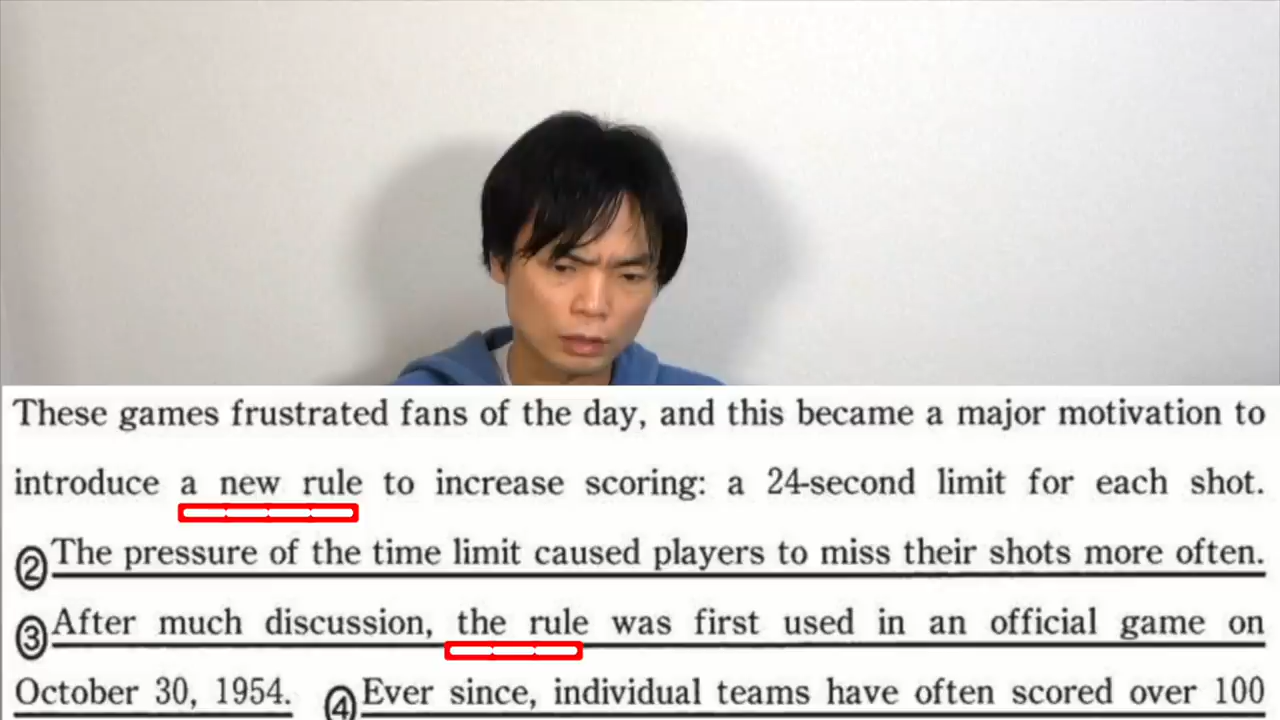 These games frustrated fans of the day, and this became a major motivation to
introduce a new rule to increase scoring: a 24-second limit for each shot.
②The pressure of the time limit caused players to miss their shots more often.
③After much discussion, the rule was first used in an official game on
October 30, 1954. ④Ever since, individual teams have often scored over 100